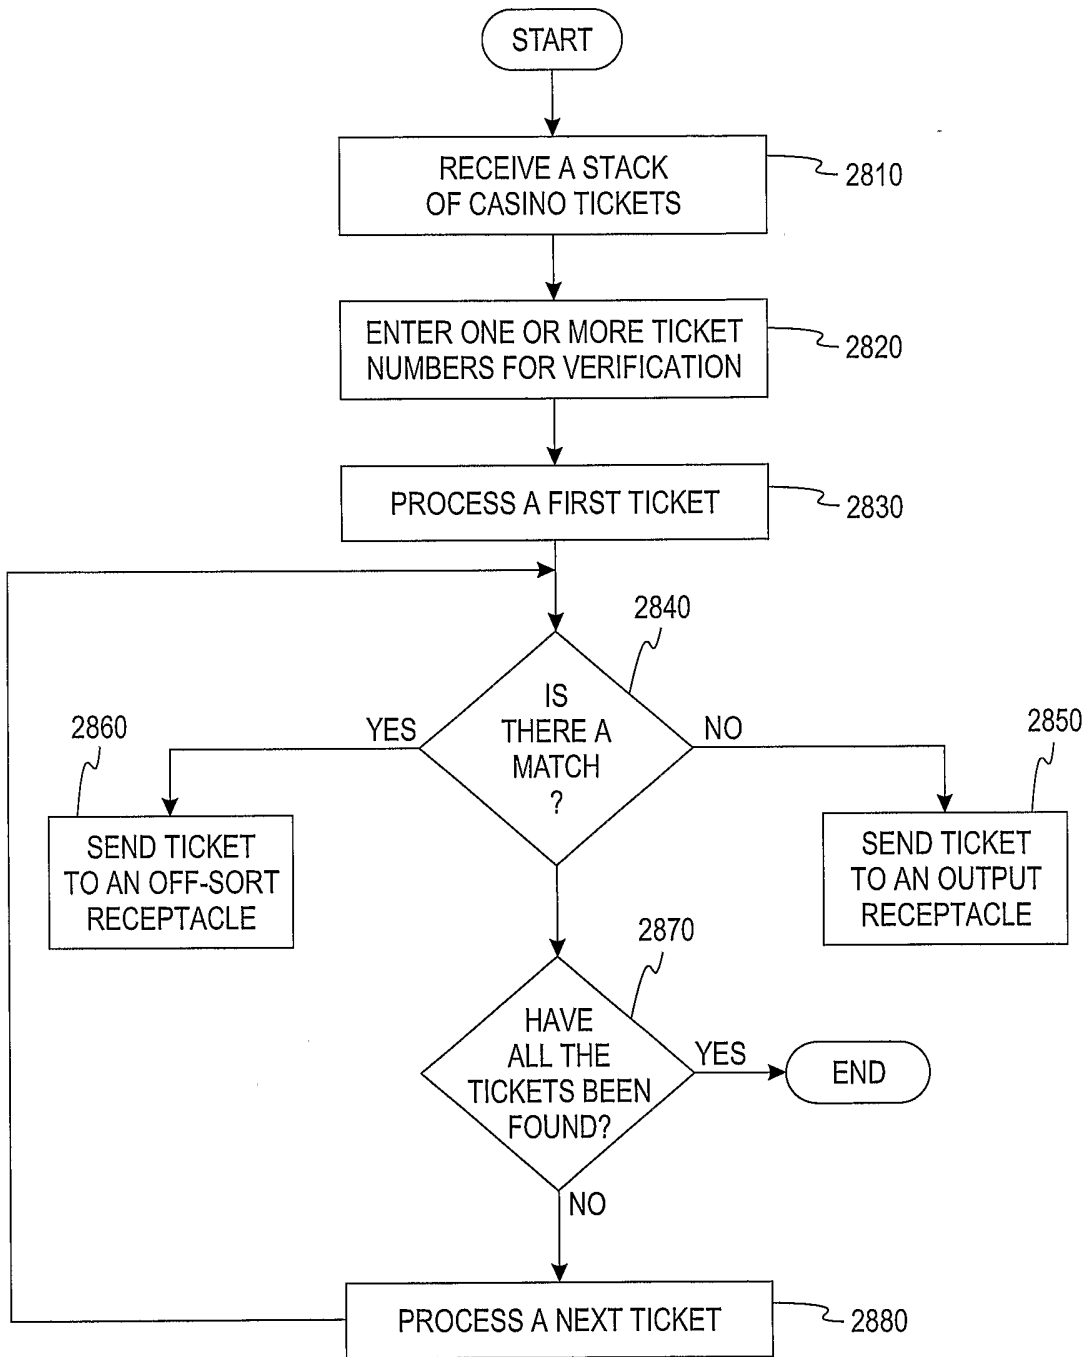 START
RECEIVE A STACK
OF CASINO TICKETS
2810
ENTER ONE OR MORE TICKET
NUMBERS FOR VERIFICATION
2820
PROCESS A FIRST TICKET
2830
2840
IS
THERE A
MATCH
?
YES
NO
2860
SEND TICKET
TO AN OFF-SORT
RECEPTACLE
2850
SEND TICKET
TO AN OUTPUT
RECEPTACLE
2870
HAVE
ALL THE
TICKETS BEEN
FOUND?
YES
END
NO
PROCESS A NEXT TICKET
2880